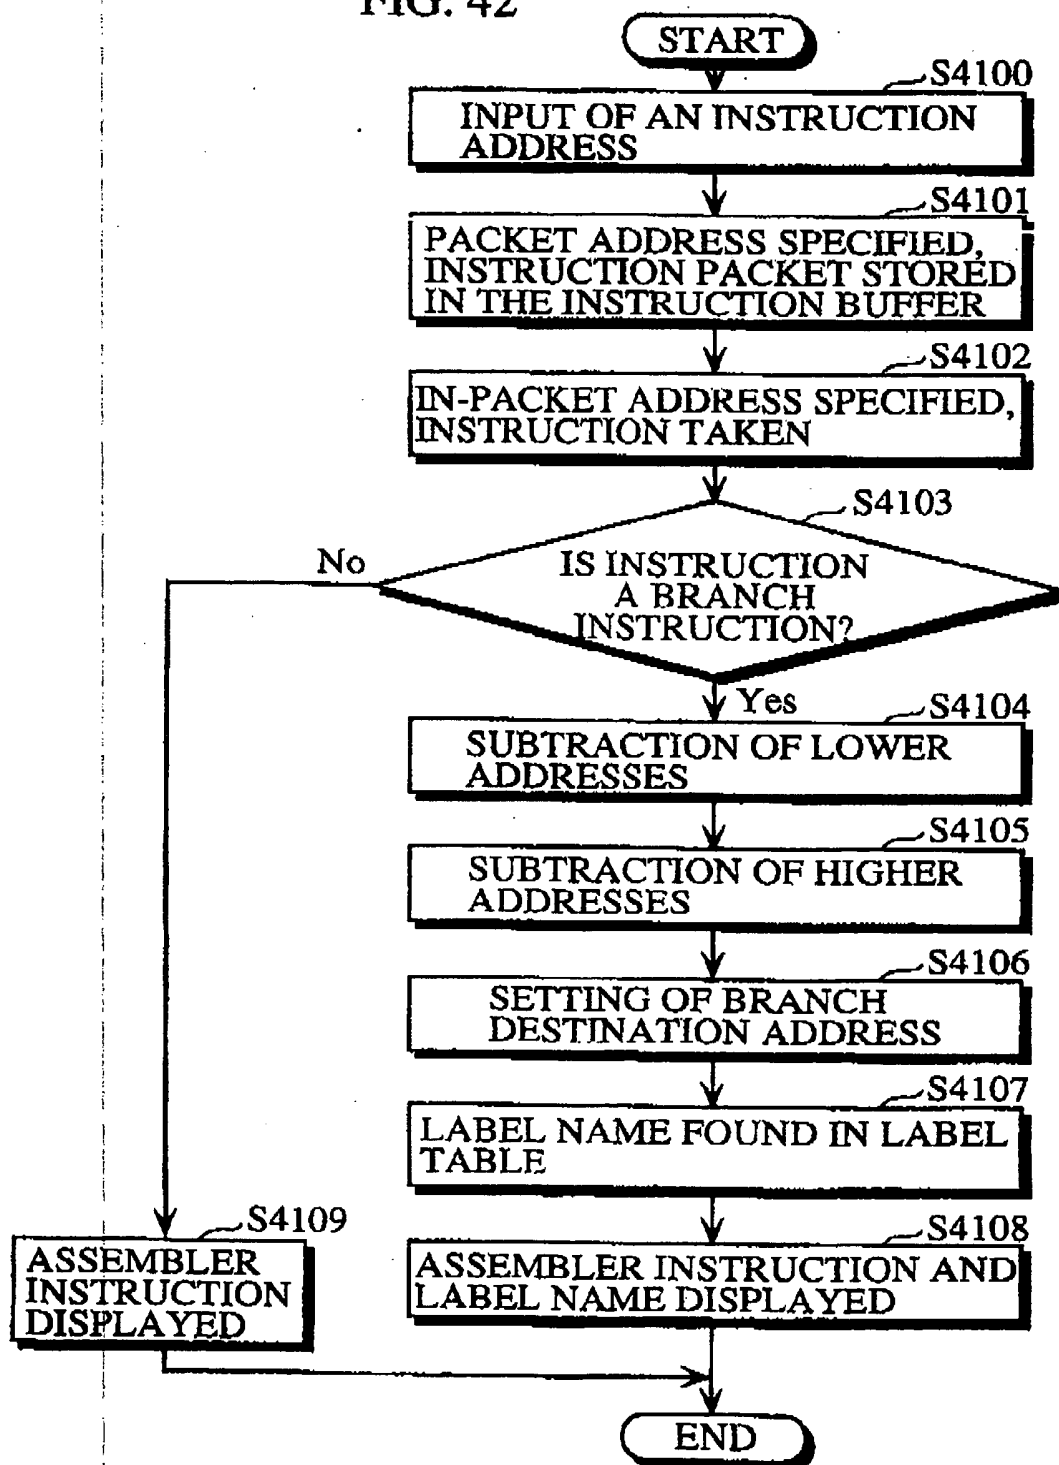 FIG. 42
START
S4100
INPUT OF AN INSTRUCTION
ADDRESS
S4101
PACKET ADDRESS SPECIFIED,
INSTRUCTION PACKET STORED
IN THE INSTRUCTION BUFFER
S4102
IN-PACKET ADDRESS SPECIFIED,
INSTRUCTION TAKEN
S4103
No
IS INSTRUCTION
A BRANCH
INSTRUCTION?
Yes
S4104
SUBTRACTION OF LOWER
ADDRESSES
S4105
SUBTRACTION OF HIGHER
ADDRESSES
S4106
SETTING OF BRANCH
DESTINATION ADDRESS
S4107
LABEL NAME FOUND IN LABEL
TABLE
S4108
ASSEMBLER INSTRUCTION AND
LABEL NAME DISPLAYED
S4109
ASSEMBLER
INSTRUCTION
DISPLAYED
END